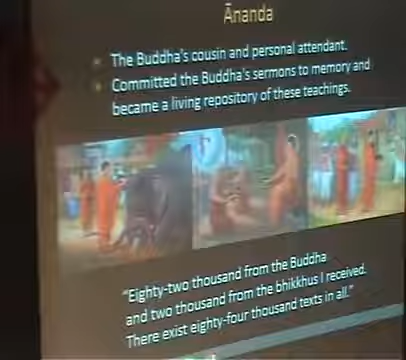 Ānanda
The Buddha's cousin and personal attendant.
Committed the Buddha's sermons to memory and
became a living repository of these teachings.
"Eighty-two thousand from the Buddha
and two thousand from the bhikkhus I received.
There exist eighty-four thousand texts in all."